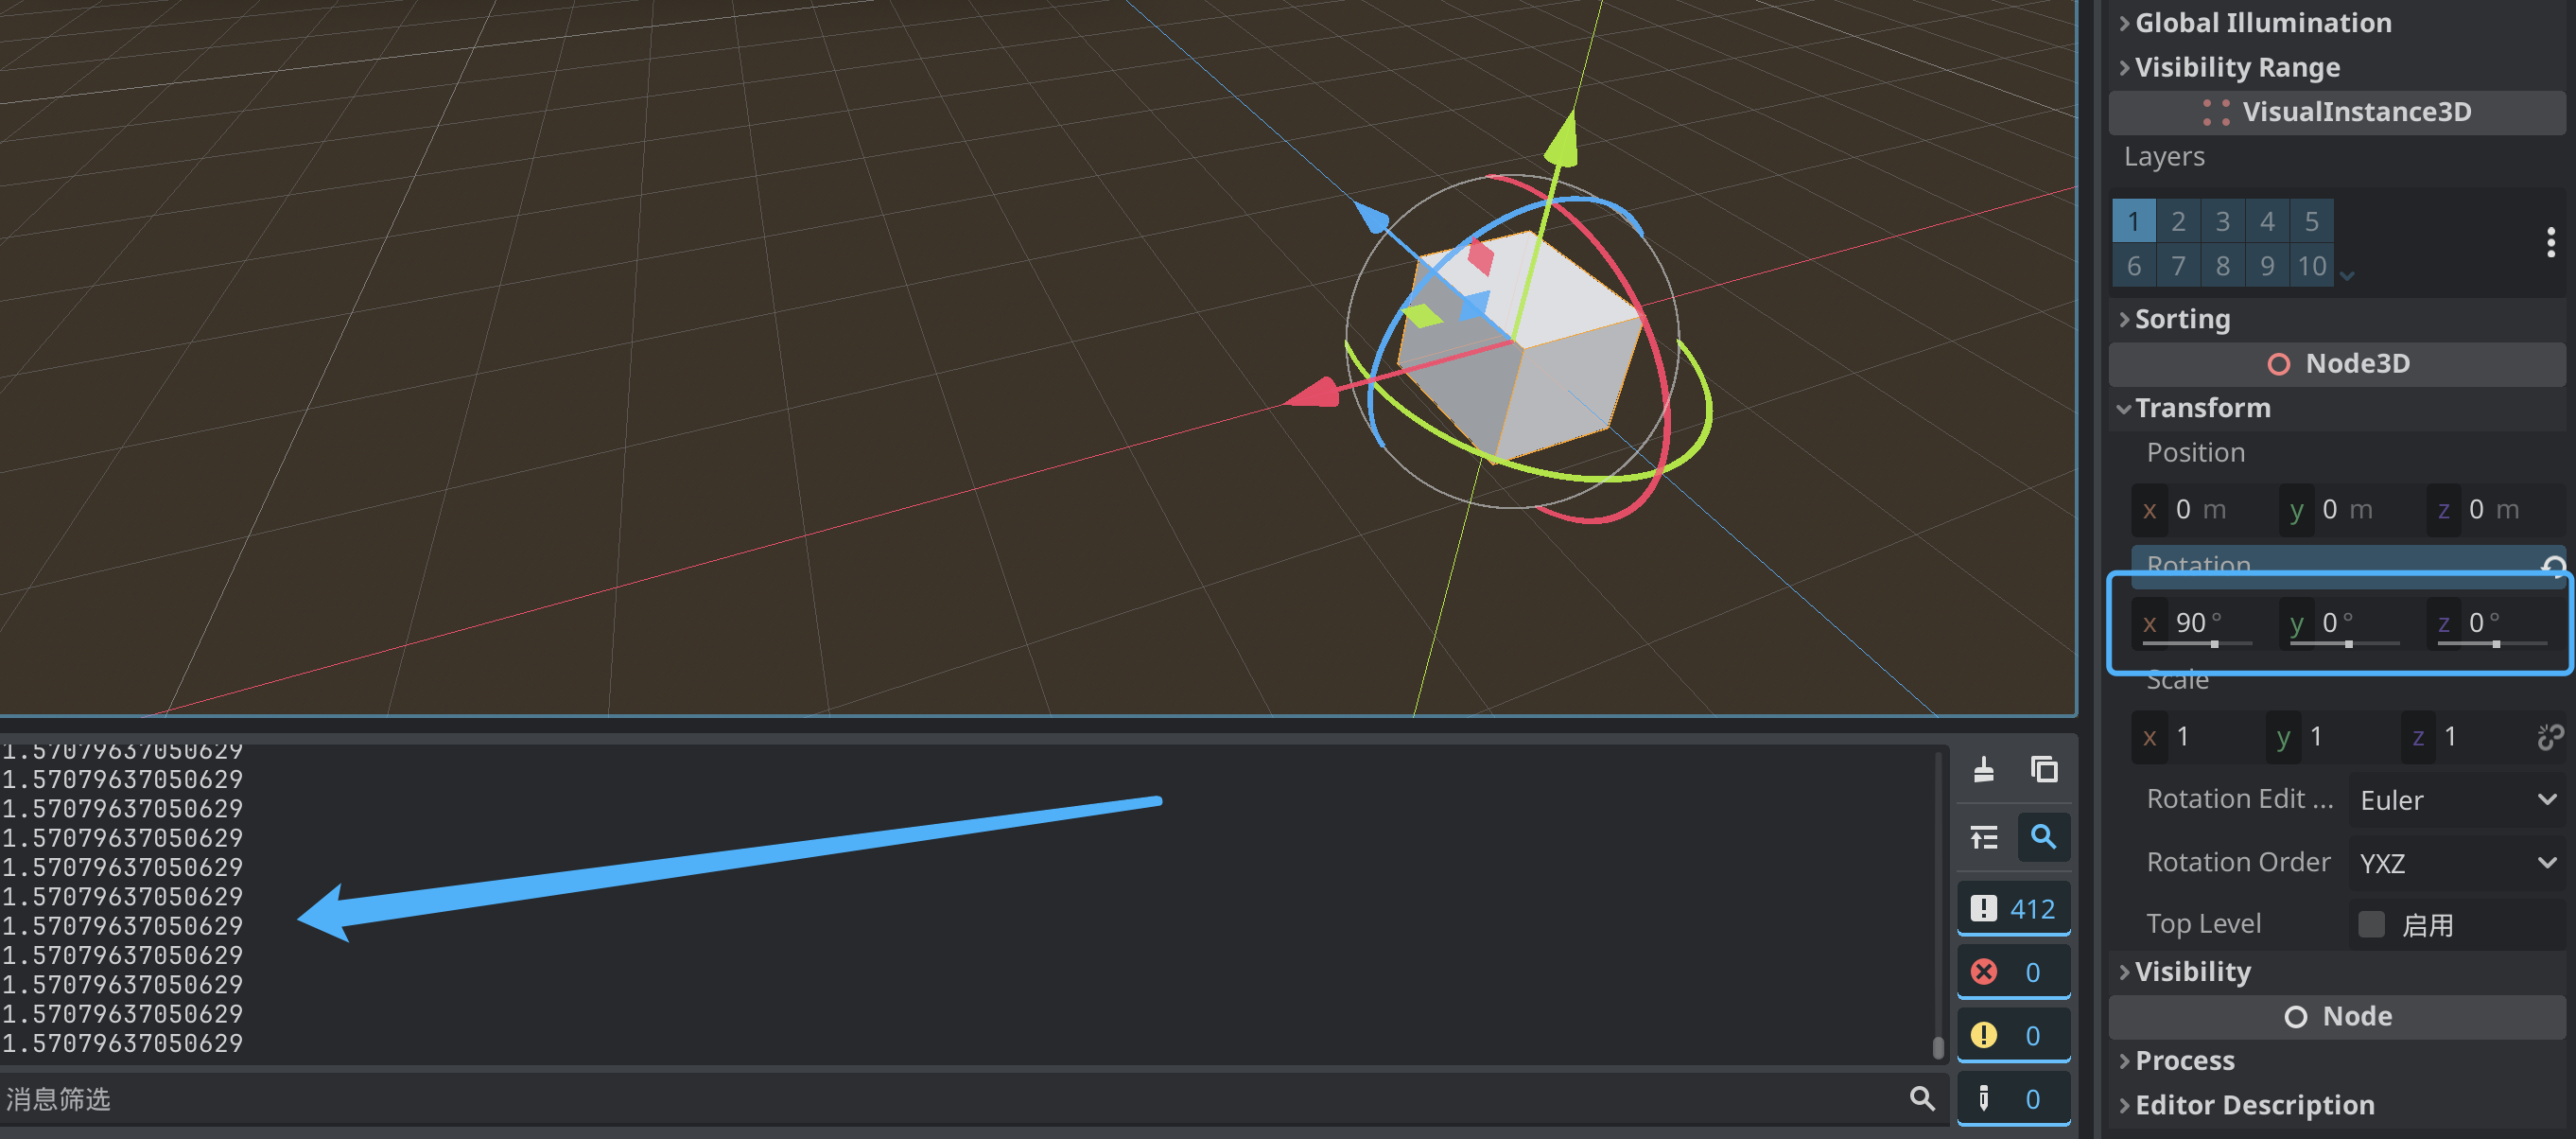 Global Illumination
Visibility Range
VisualInstance3D
Layers
1 2 3 4 5
6 7 8 9 10
Sorting
Node3D
Transform
Position
x 0 m y 0 m z 0 m
Rotation
x 90 ° y 0 ° z 0 °
Scale
x 1 y 1 z 1
Rotation Edit ...
Euler
Rotation Order
YXZ
Top Level
启用
Visibility
Node
Process
Editor Description
1.57079637050629
1.57079637050629
1.57079637050629
1.57079637050629
1.57079637050629
1.57079637050629
1.57079637050629
1.57079637050629
1.57079637050629
1.57079637050629
1.57079637050629
412
0
0
0
消息筛选